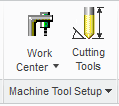 Work Cutting
Center Tools
Machine Tool Setup